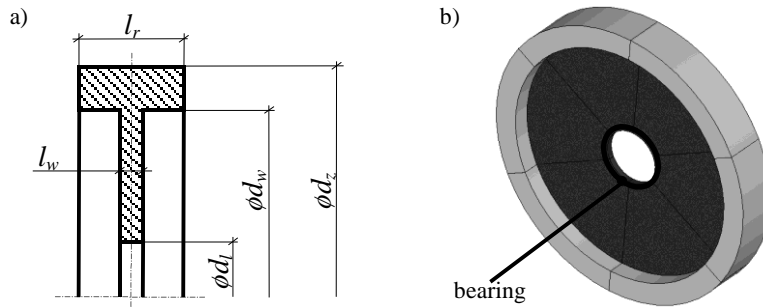 a)
b)
l_r
l_w
ϕd_w
ϕd_z
ϕd_l
bearing